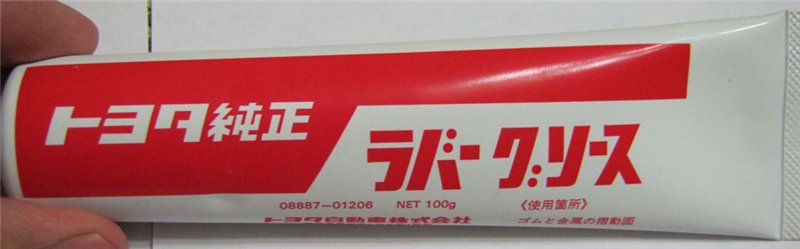 トヨタ純正
ラバーグリース
08887-01206 NET 100g 〈使用箇所〉
トヨタ自動車株式会社 ゴムと金属の摺動面